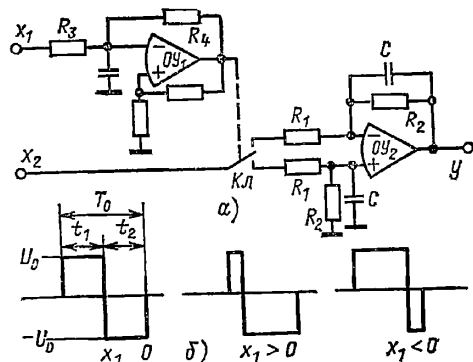 x₁ R₃ R₄ C
− ОУ₁ R₂
+ R₁ −
ОУ₂
x₂ R₁ +
Кл У
а) R₂ C
T₀
t₁ t₂
U₀
−U₀ x₁ 0 б) x₁ > 0 x₁ < 0